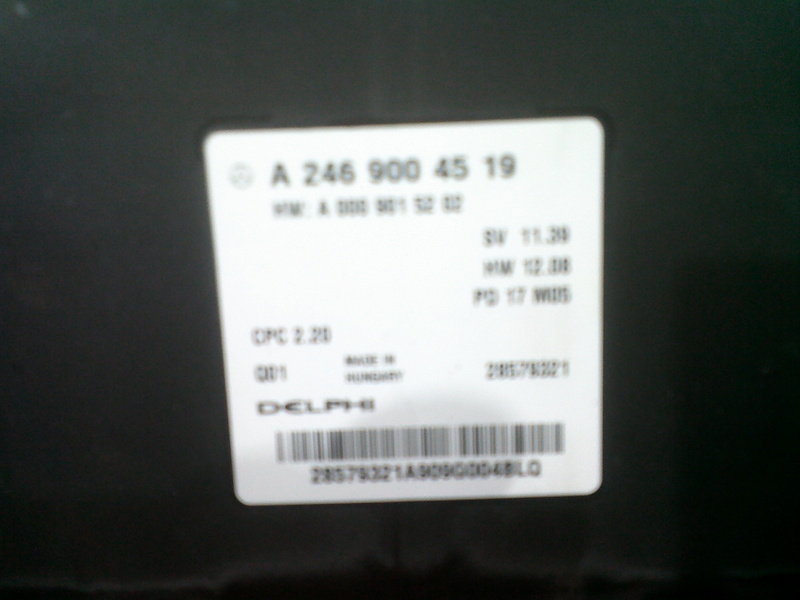 A 246 900 45 19
HW: A 000 901 52 02
SW 11.39
HW 12.08
PD 17 W05
CPC 2.20
Q01
MADE IN
HUNGARY
28579321
DELPHI
28579321A909G0048LQ